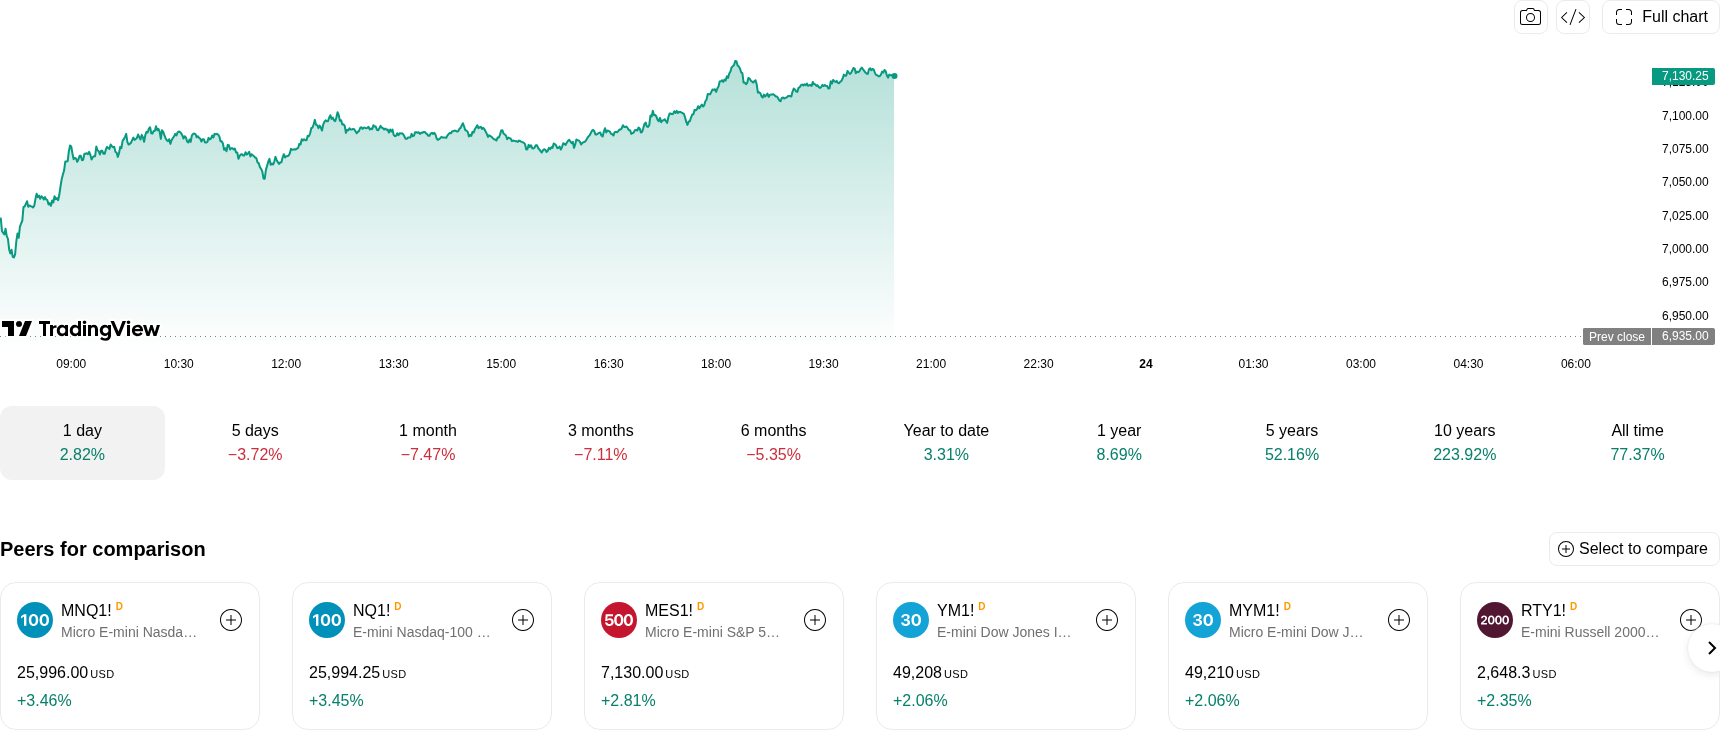 Full chart
7,130.25
7,100.00
7,075.00
7,050.00
7,025.00
7,000.00
6,975.00
6,950.00
TradingView
Prev close 6,935.00
09:00 10:30 12:00 13:30 15:00 16:30 18:00 19:30 21:00 22:30 24 01:30 03:00 04:30 06:00
1 day 5 days 1 month 3 months 6 months Year to date 1 year 5 years 10 years All time
2.82% −3.72% −7.47% −7.11% −5.35% 3.31% 8.69% 52.16% 223.92% 77.37%
Peers for comparison
Select to compare
100 MNQ1! D
Micro E-mini Nasda…
25,996.00 USD
+3.46%
100 NQ1! D
E-mini Nasdaq-100 …
25,994.25 USD
+3.45%
500 MES1! D
Micro E-mini S&P 5…
7,130.00 USD
+2.81%
30 YM1! D
E-mini Dow Jones I…
49,208 USD
+2.06%
30 MYM1! D
Micro E-mini Dow J…
49,210 USD
+2.06%
2000 RTY1! D
E-mini Russell 2000…
2,648.3 USD
+2.35%